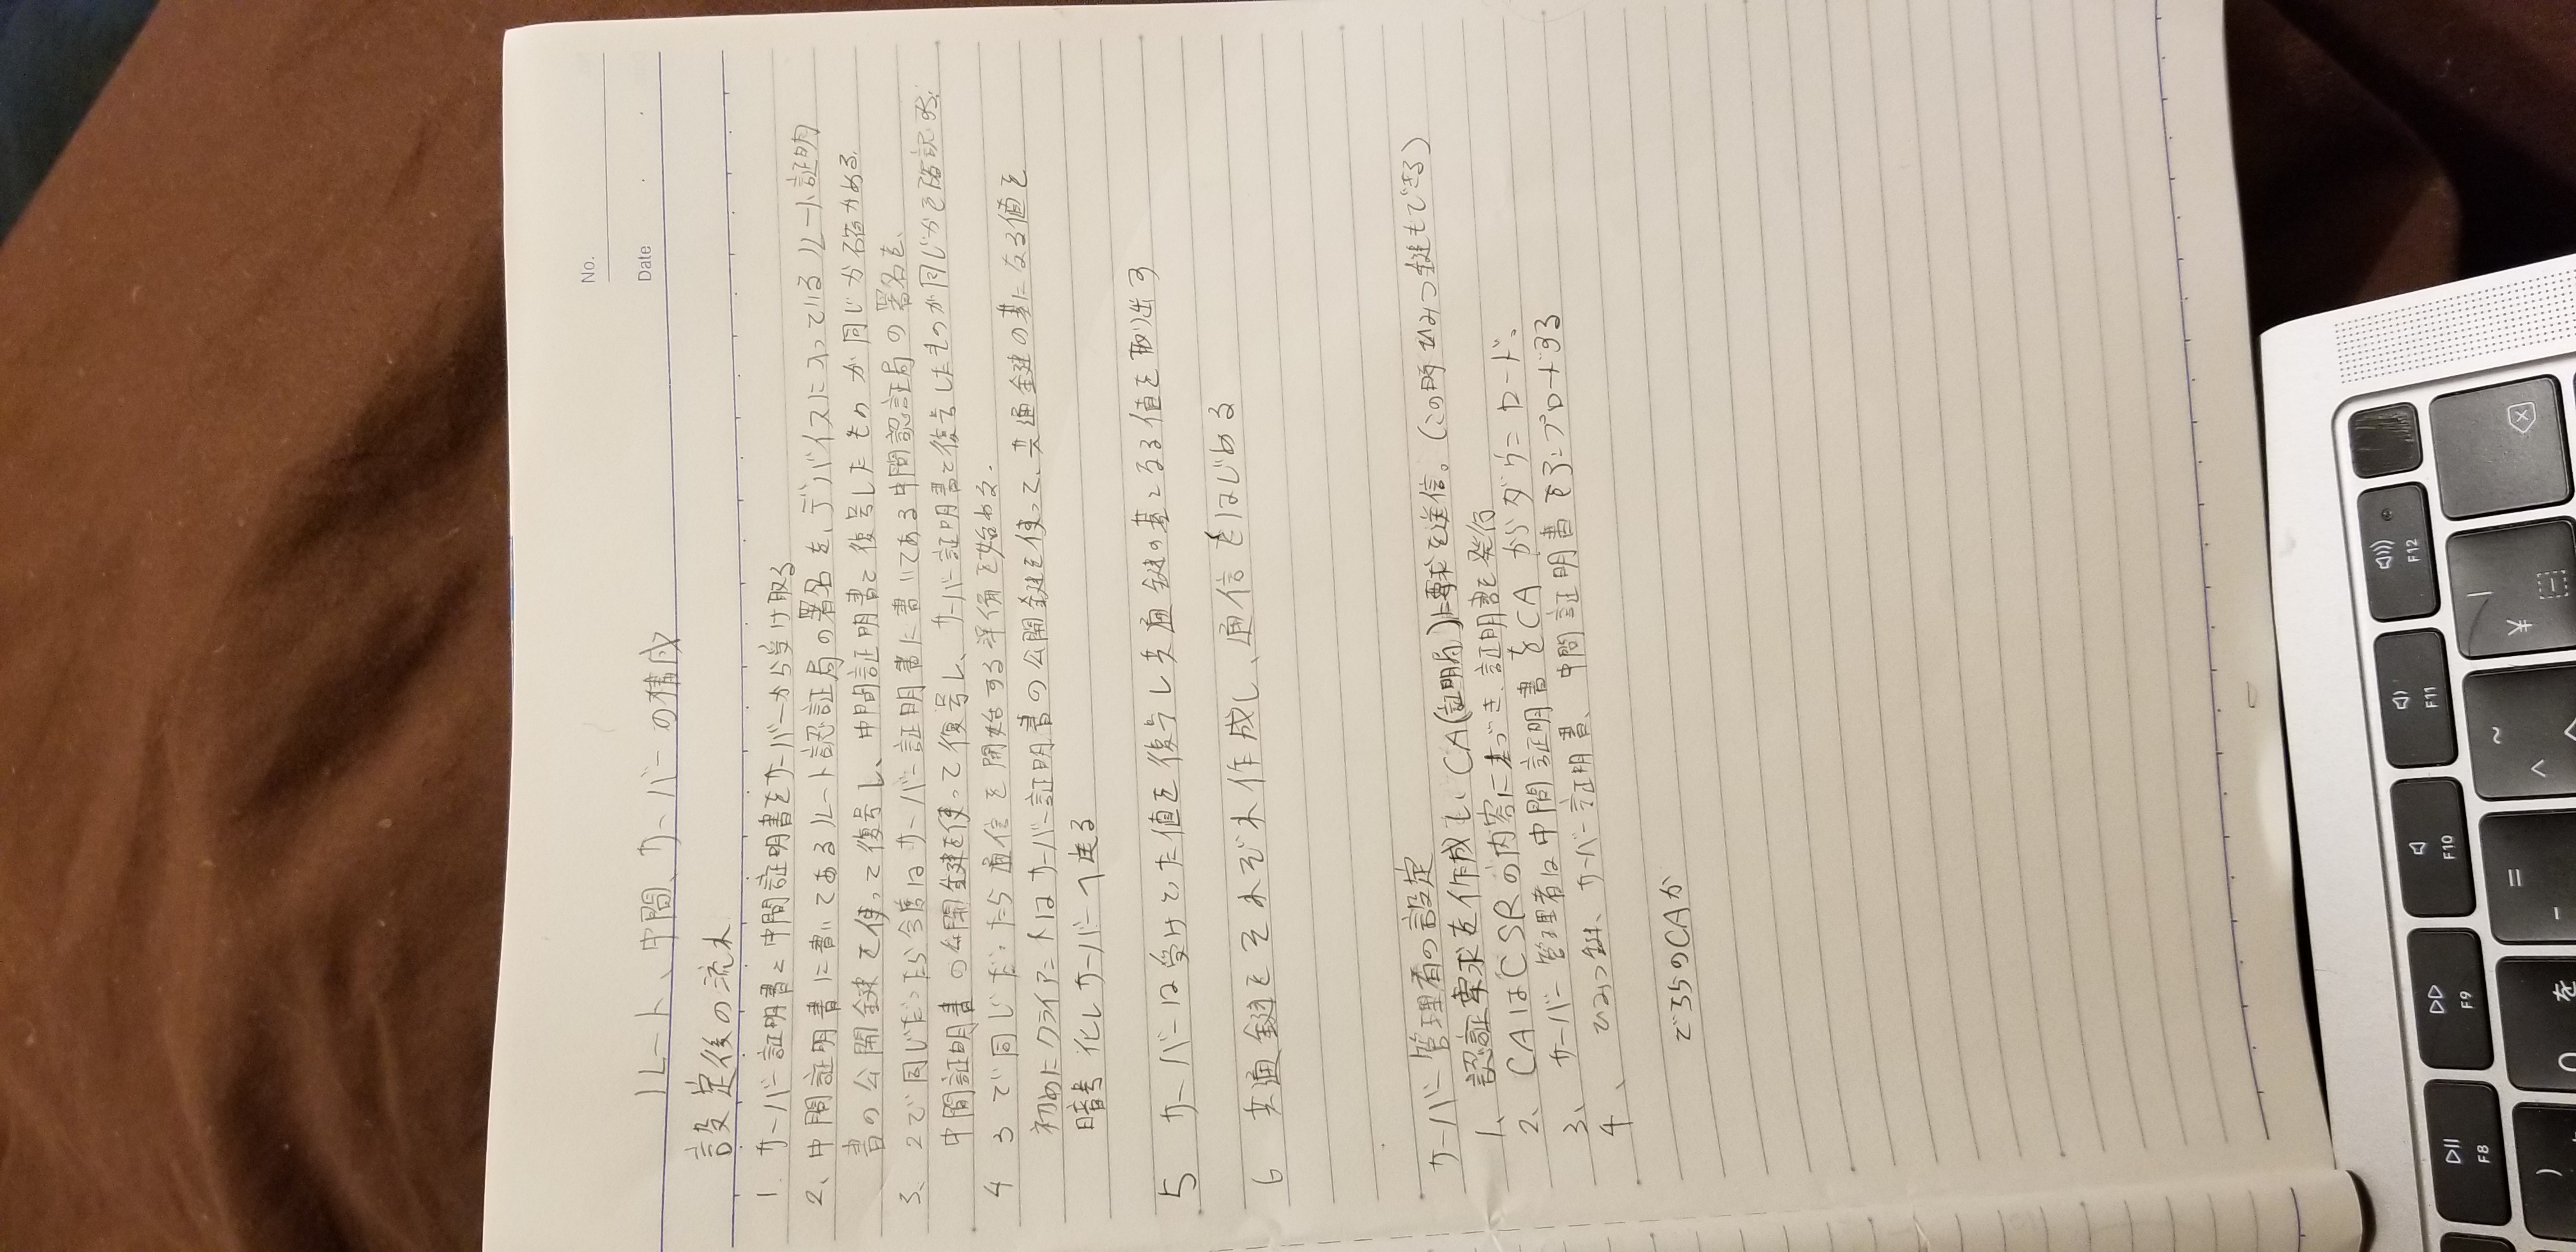 No.
Date
ルート、中間、サーバーの構成
設定後の流れ
1. サーバー証明書と中間証明書をサーバーから受け取る
2、中間証明書に書いてあるルート認証局の署名を、デバイスに入っているルート証明
書の公開鍵を使って復号し、中間証明書と復号したものが同じか確かめる.
3、2で同じだったら今度はサーバー証明書に書いてある中間認証局の署名を、
中間証明書の公開鍵を使って復号し、サーバー証明書と復号したものが同じかを確認する.
4 3で同じだったら通信を開始する準備を始める.
初めにクライアントはサーバー証明書の公開鍵を使って、共通鍵の基になる値を
暗号化しサーバーへ送る
5 サーバーは受けとった値を復号し共通鍵の基となる値を取り出す
6 共通鍵をそれぞれ作成し、通信をはじめる
サーバー管理者の設定
1、認証要求を作成し、CA(証明局)に要求を送信。(この時ひみつ鍵もできる)
2、CAはCSRの内容に基づき、証明書を発行
3、サーバー管理者は中間証明書をCAからダウンロード。
4、ひみつ鍵、サーバー証明書、中間証明書をアップロードする
どちらのCAか
F8
F9
F10
F11
F12
)
を
=
-
~
^
¥
|